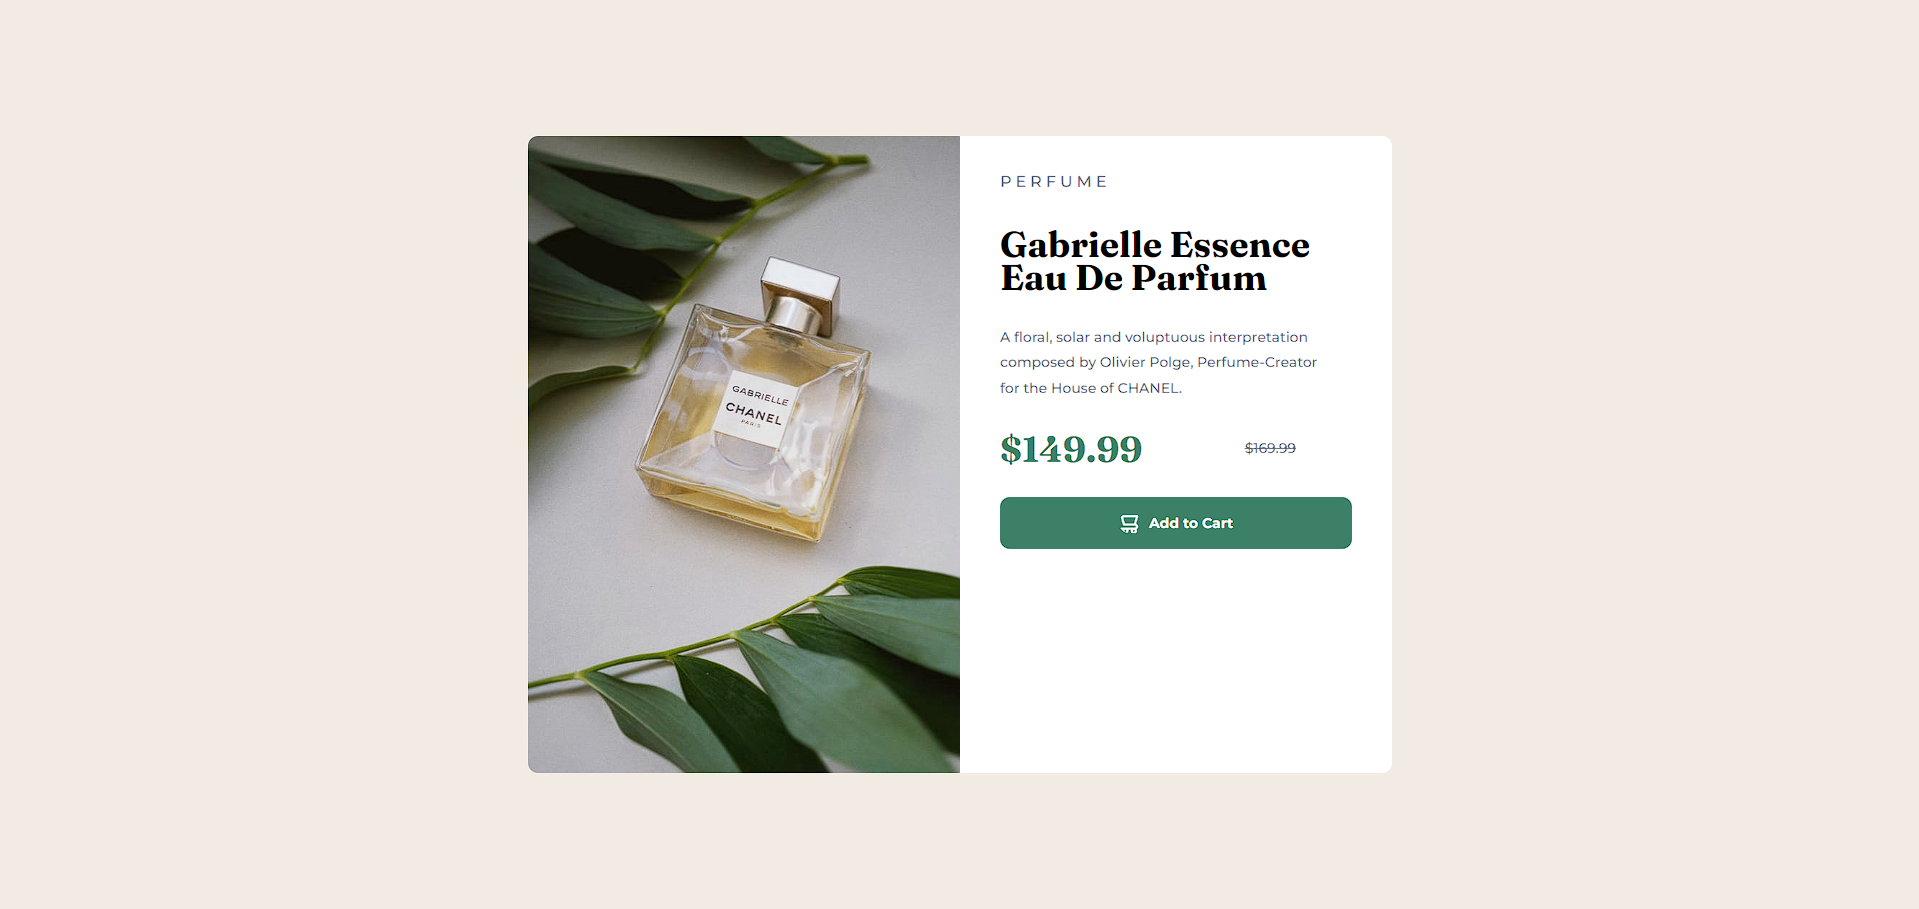 PERFUME
Gabrielle Essence
Eau De Parfum
A floral, solar and voluptuous interpretation
composed by Olivier Polge, Perfume-Creator
for the House of CHANEL.
$149.99
$169.99
Add to Cart
GABRIELLE
CHANEL
PARIS